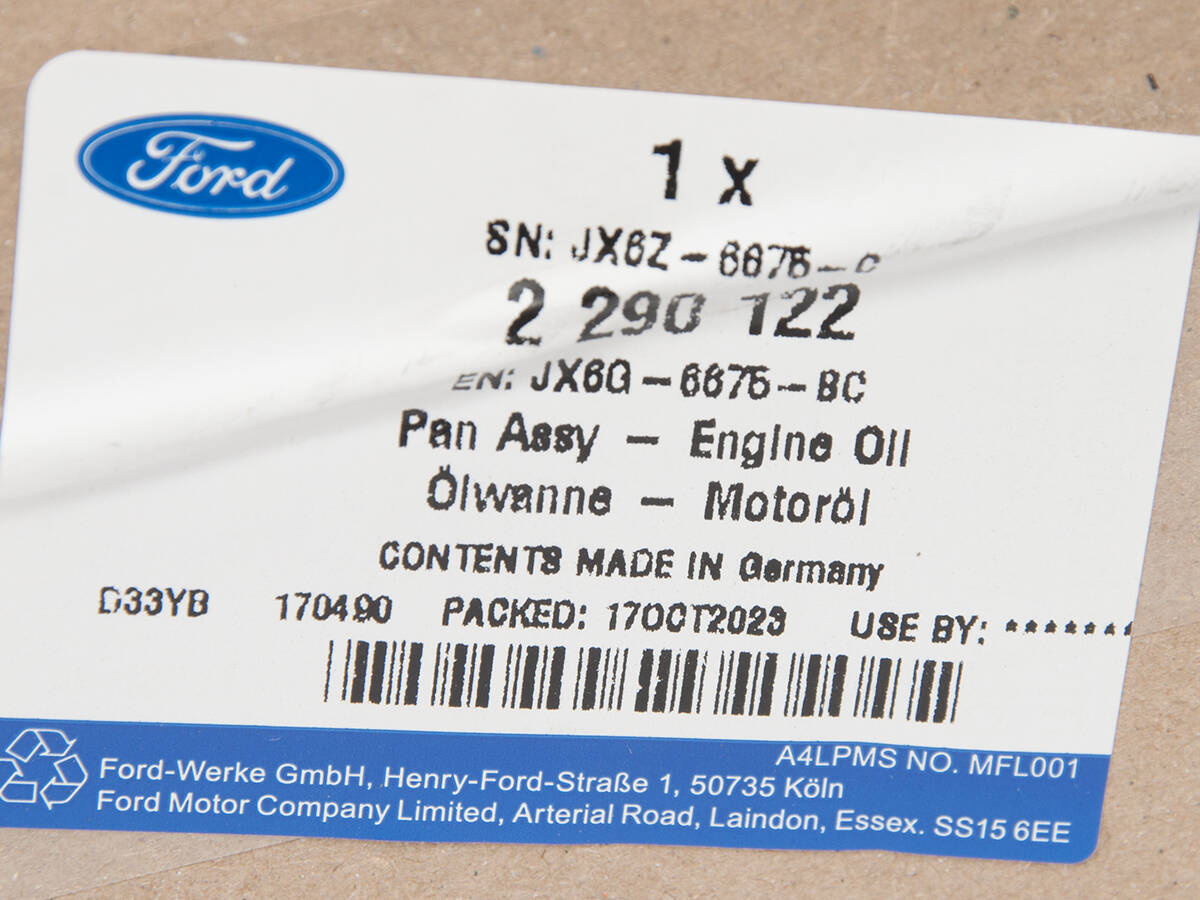 Ford
1 x
SN: JX6Z-6675-
2 290 122
EN: JX6G-6675-BC
Pan Assy - Engine Oil
Ölwanne - Motoröl
CONTENTS MADE IN Germany
D33YB 170490 PACKED: 17OCT2023 USE BY: *******
A4LPMS NO. MFL001
Ford-Werke GmbH, Henry-Ford-Straße 1, 50735 Köln
Ford Motor Company Limited, Arterial Road, Laindon, Essex. SS15 6EE